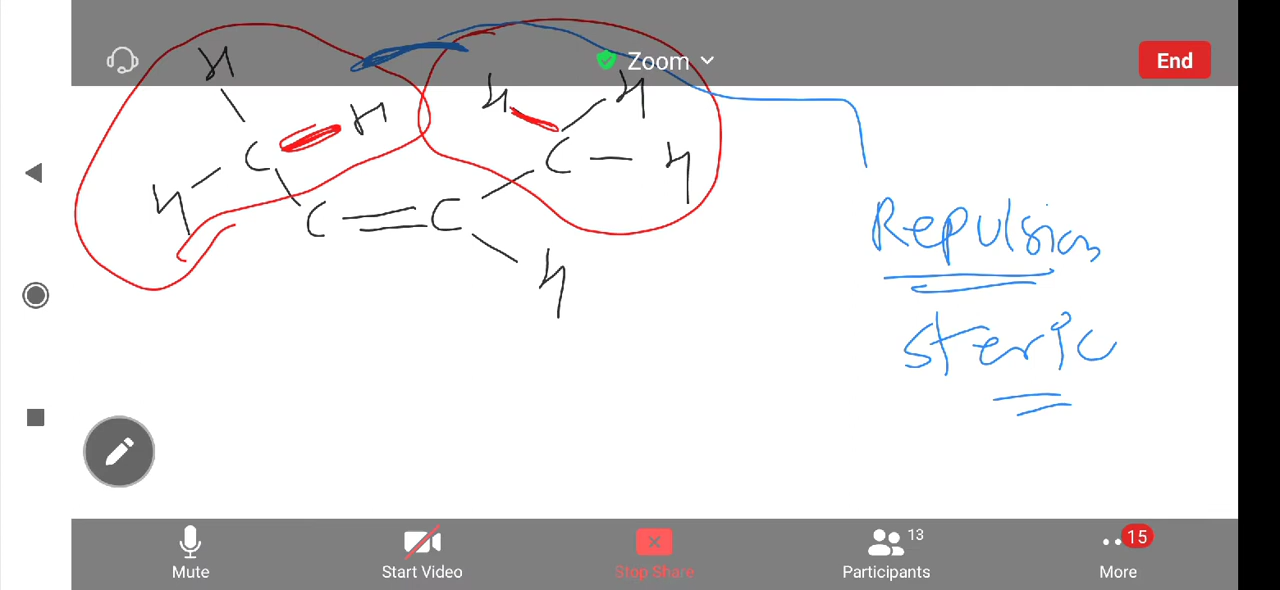 Zoom
End
H
H
H
H
C
C
H
H
C
C
H
Repulsion
steric
Mute
Start Video
Stop Share
13
Participants
15
More